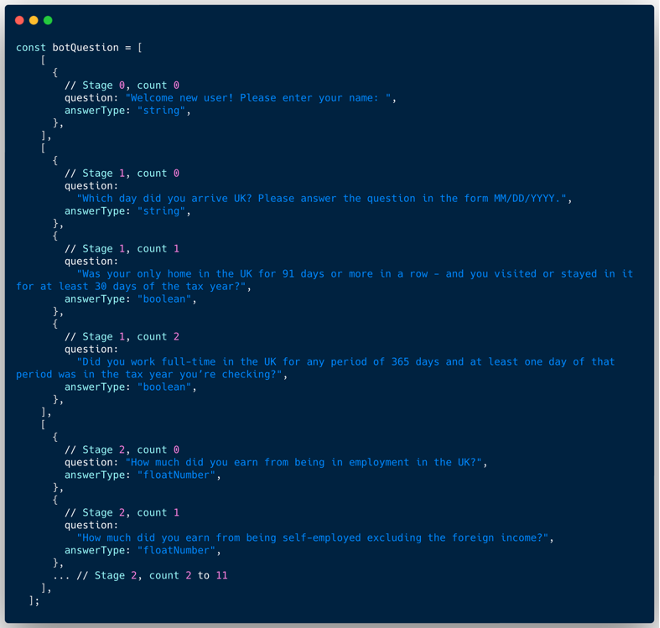 const botQuestion = [
    [
      {
        // Stage 0, count 0
        question: "Welcome new user! Please enter your name: ",
        answerType: "string",
      },
    ],
    [
      {
        // Stage 1, count 0
        question:
          "Which day did you arrive UK? Please answer the question in the form MM/DD/YYYY.",
        answerType: "string",
      },
      {
        // Stage 1, count 1
        question:
          "Was your only home in the UK for 91 days or more in a row - and you visited or stayed in it
for at least 30 days of the tax year?",
        answerType: "boolean",
      },
      {
        // Stage 1, count 2
        question:
          "Did you work full-time in the UK for any period of 365 days and at least one day of that
period was in the tax year you’re checking?",
        answerType: "boolean",
      },
    ],
    [
      {
        // Stage 2, count 0
        question: "How much did you earn from being in employment in the UK?",
        answerType: "floatNumber",
      },
      {
        // Stage 2, count 1
        question:
          "How much did you earn from being self-employed excluding the foreign income?",
        answerType: "floatNumber",
      },
      ... // Stage 2, count 2 to 11
    ],
  ];